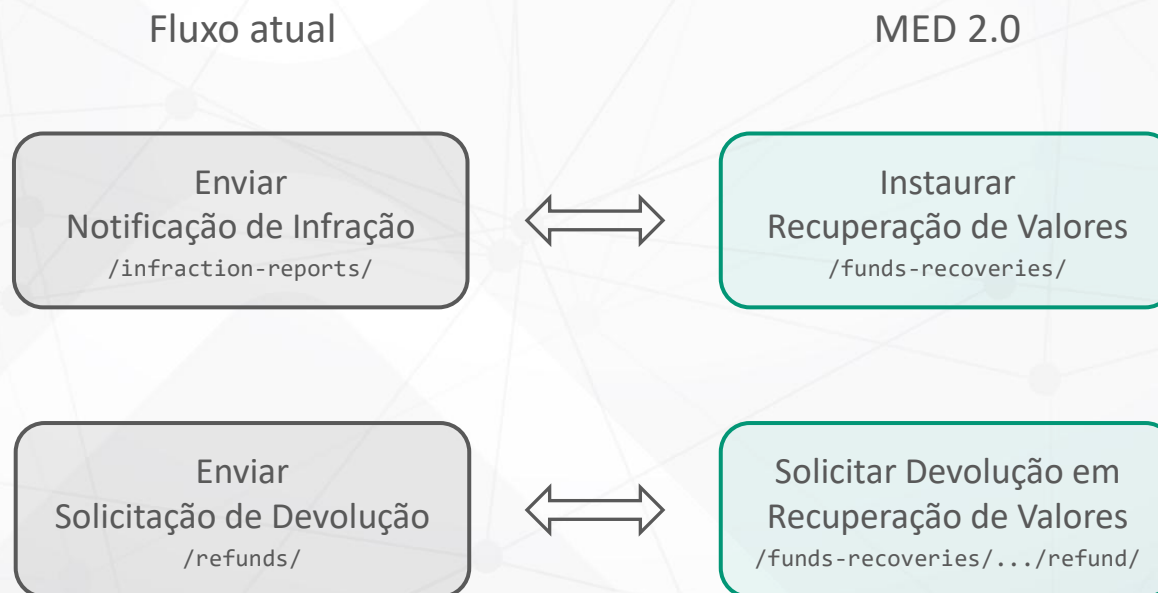 Fluxo atual
MED 2.0
Enviar
Notificação de Infração
/infraction-reports/
Instaurar
Recuperação de Valores
/funds-recoveries/
Enviar
Solicitação de Devolução
/refunds/
Solicitar Devolução em
Recuperação de Valores
/funds-recoveries/.../refund/